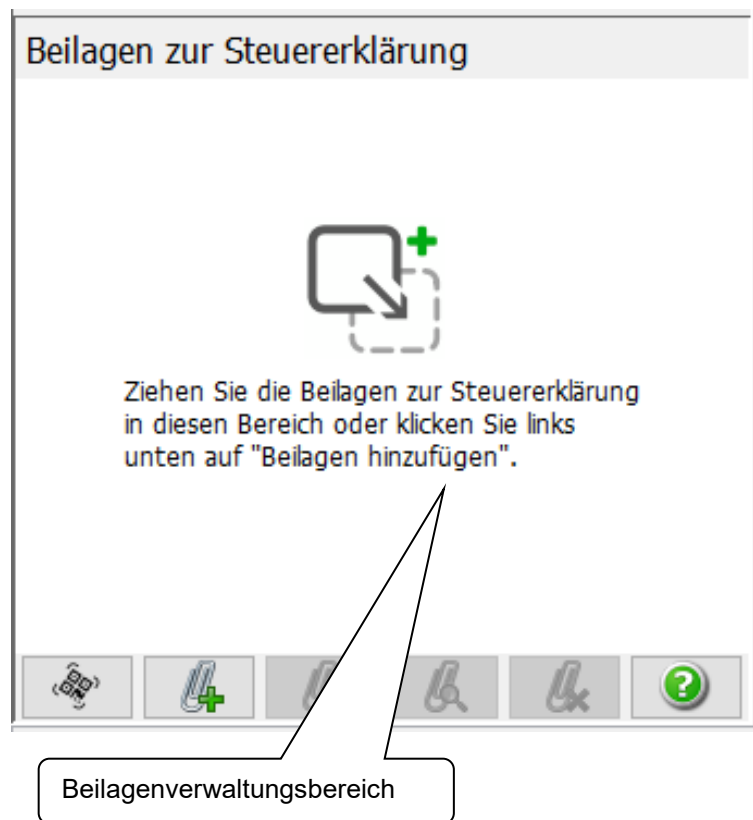 Beilagen zur Steuererklärung
Ziehen Sie die Beilagen zur Steuererklärung
in diesen Bereich oder klicken Sie links
unten auf "Beilagen hinzufügen".
Beilagenverwaltungsbereich